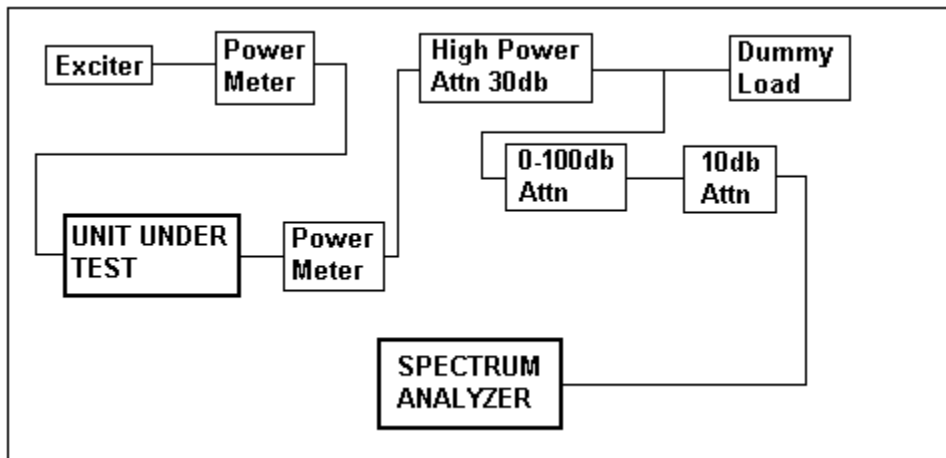 Exciter
Power
Meter
High Power
Attn 30db
Dummy
Load
0-100db
Attn
10db
Attn
UNIT UNDER
TEST
Power
Meter
SPECTRUM
ANALYZER